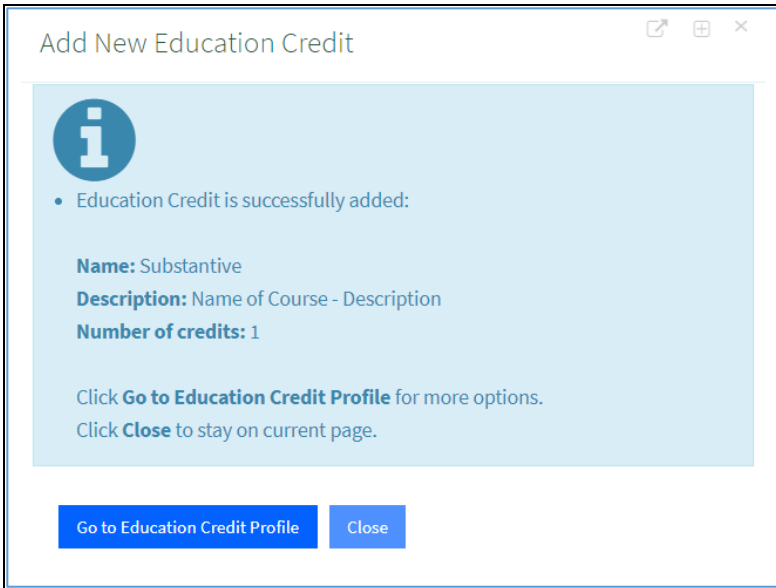 Add New Education Credit
• Education Credit is successfully added:
Name: Substantive
Description: Name of Course - Description
Number of credits: 1
Click Go to Education Credit Profile for more options.
Click Close to stay on current page.
Go to Education Credit Profile
Close